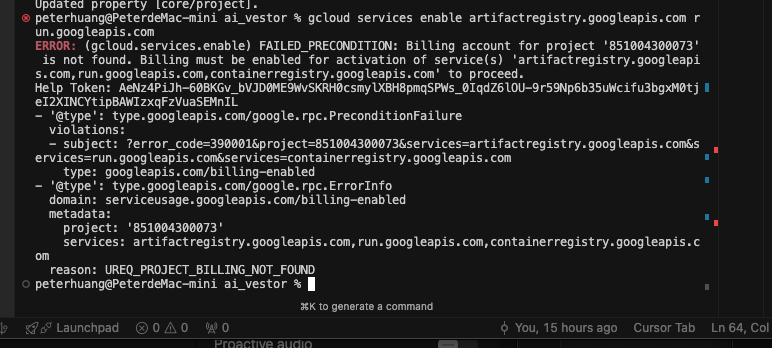 Updated property [core/project].
peterhuang@PeterdeMac-mini ai_vestor % gcloud services enable artifactregistry.googleapis.com r
un.googleapis.com
ERROR: (gcloud.services.enable) FAILED_PRECONDITION: Billing account for project '851004300073'
 is not found. Billing must be enabled for activation of service(s) 'artifactregistry.googleapi
s.com,run.googleapis.com,containerregistry.googleapis.com' to proceed.
Help Token: AeNz4PiJh-60BKGv_bVJD0ME9WvSKRH0csmylXBH8pmqSPWs_0IqdZ6lOU-9r59Np6b35uWcifu3bgxM0tj
eI2XINCYtipBAWIzxqFzVuaSEMnIL
- '@type': type.googleapis.com/google.rpc.PreconditionFailure
violations:
- subject: ?error_code=390001&project=851004300073&services=artifactregistry.googleapis.com&s
ervices=run.googleapis.com&services=containerregistry.googleapis.com
type: googleapis.com/billing-enabled
- '@type': type.googleapis.com/google.rpc.ErrorInfo
domain: serviceusage.googleapis.com/billing-enabled
metadata:
project: '851004300073'
services: artifactregistry.googleapis.com,run.googleapis.com,containerregistry.googleapis.c
om
reason: UREQ_PROJECT_BILLING_NOT_FOUND
peterhuang@PeterdeMac-mini ai_vestor %
⌘K to generate a command
Launchpad 0 0 0 You, 15 hours ago Cursor Tab Ln 64, Col
Proactive audio